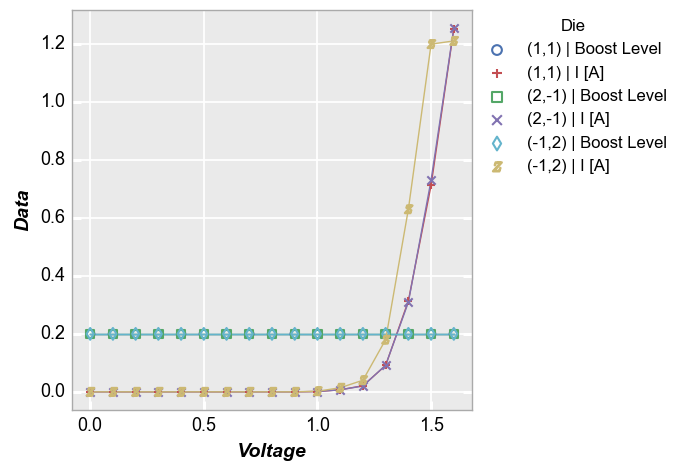 Die
(1,1) | Boost Level
(1,1) | I [A]
(2,-1) | Boost Level
(2,-1) | I [A]
(-1,2) | Boost Level
(-1,2) | I [A]
1.2
1.0
0.8
0.6
0.4
0.2
0.0
Data
0.0 0.5 1.0 1.5
Voltage